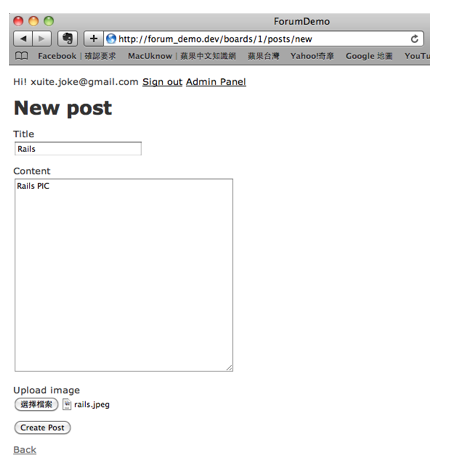 ForumDemo
http://forum_demo.dev/boards/1/posts/new
Facebook | 確認要求 MacUknow | 蘋果中文知識網 蘋果台灣 Yahoo!奇摩 Google 地圖 YouTu
Hi! xuite.joke@gmail.com Sign out Admin Panel
New post
Title
Rails
Content
Rails PIC
Upload image
選擇檔案 rails.jpeg
Create Post
Back